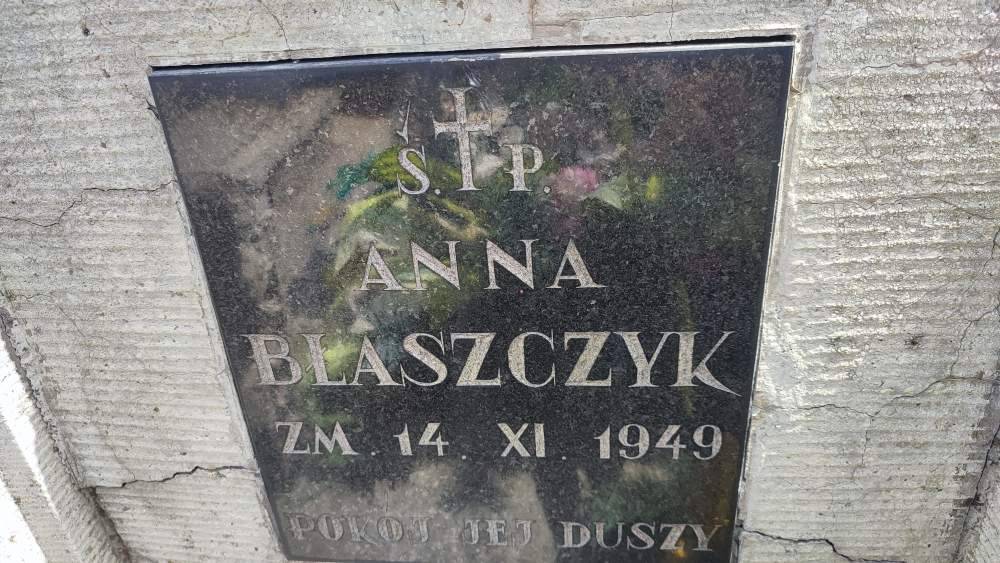 Ś. P.
ANNA
BŁASZCZYK
ZM. 14. XI. 1949
POKÓJ JEJ DUSZY